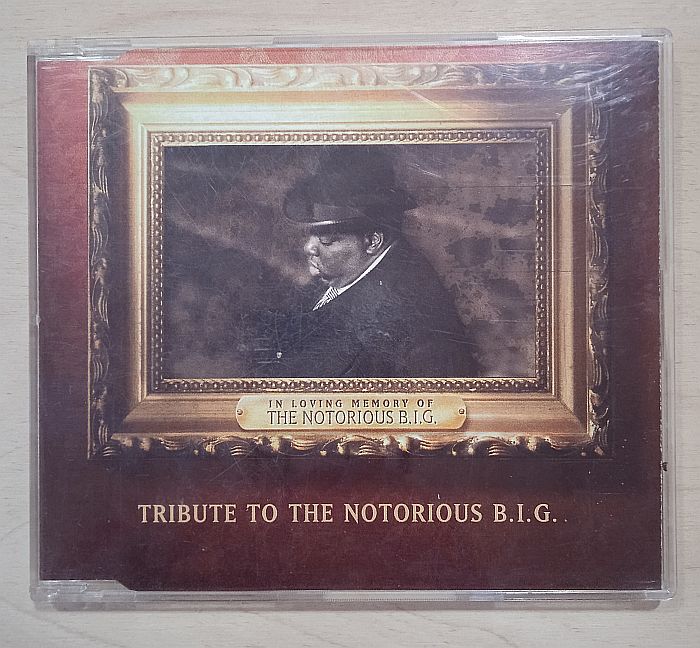 IN LOVING MEMORY OF
THE NOTORIOUS B.I.G.
TRIBUTE TO THE NOTORIOUS B.I.G.